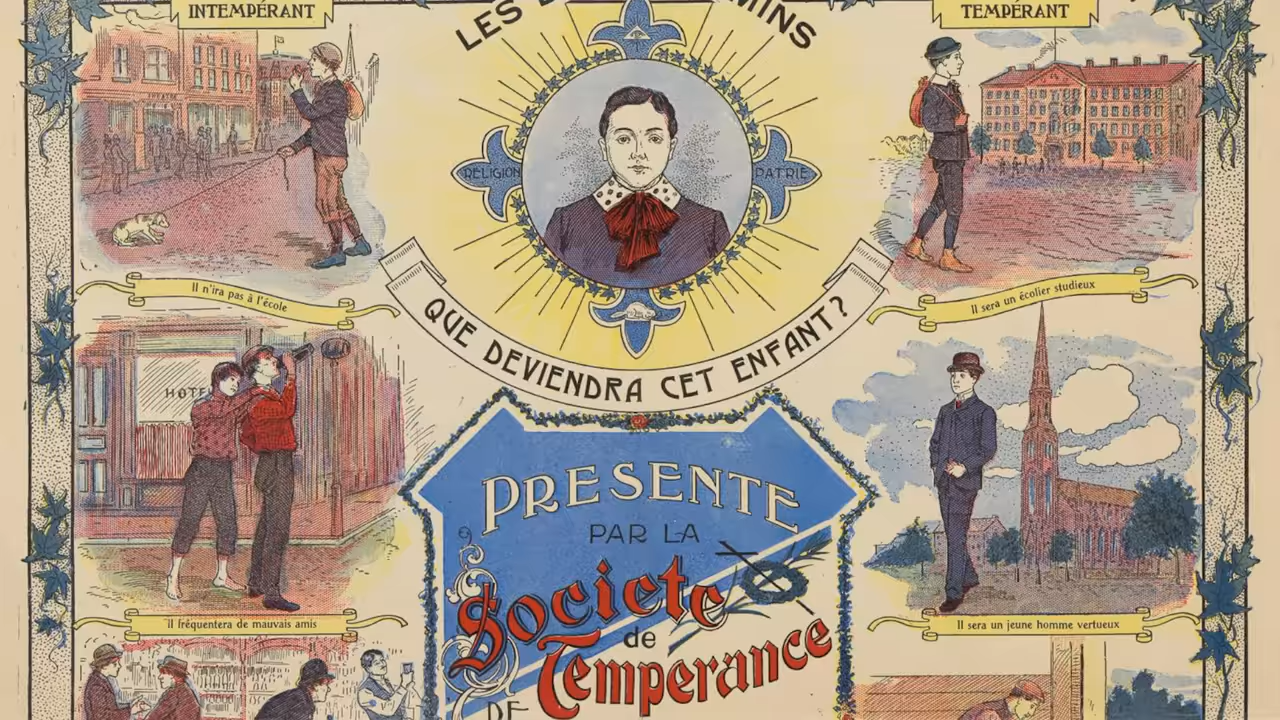 INTEMPÉRANT
TEMPÉRANT
LES
RELIGION
PATRIE
QUE DEVIENDRA CET ENFANT?
Il n'ira pas à l'école
Il sera un écolier studieux
HOTEL
PRESENTE
PAR LA
Societe
de
Temperance
DE
Il fréquentera de mauvais amis
Il sera un jeune homme vertueux